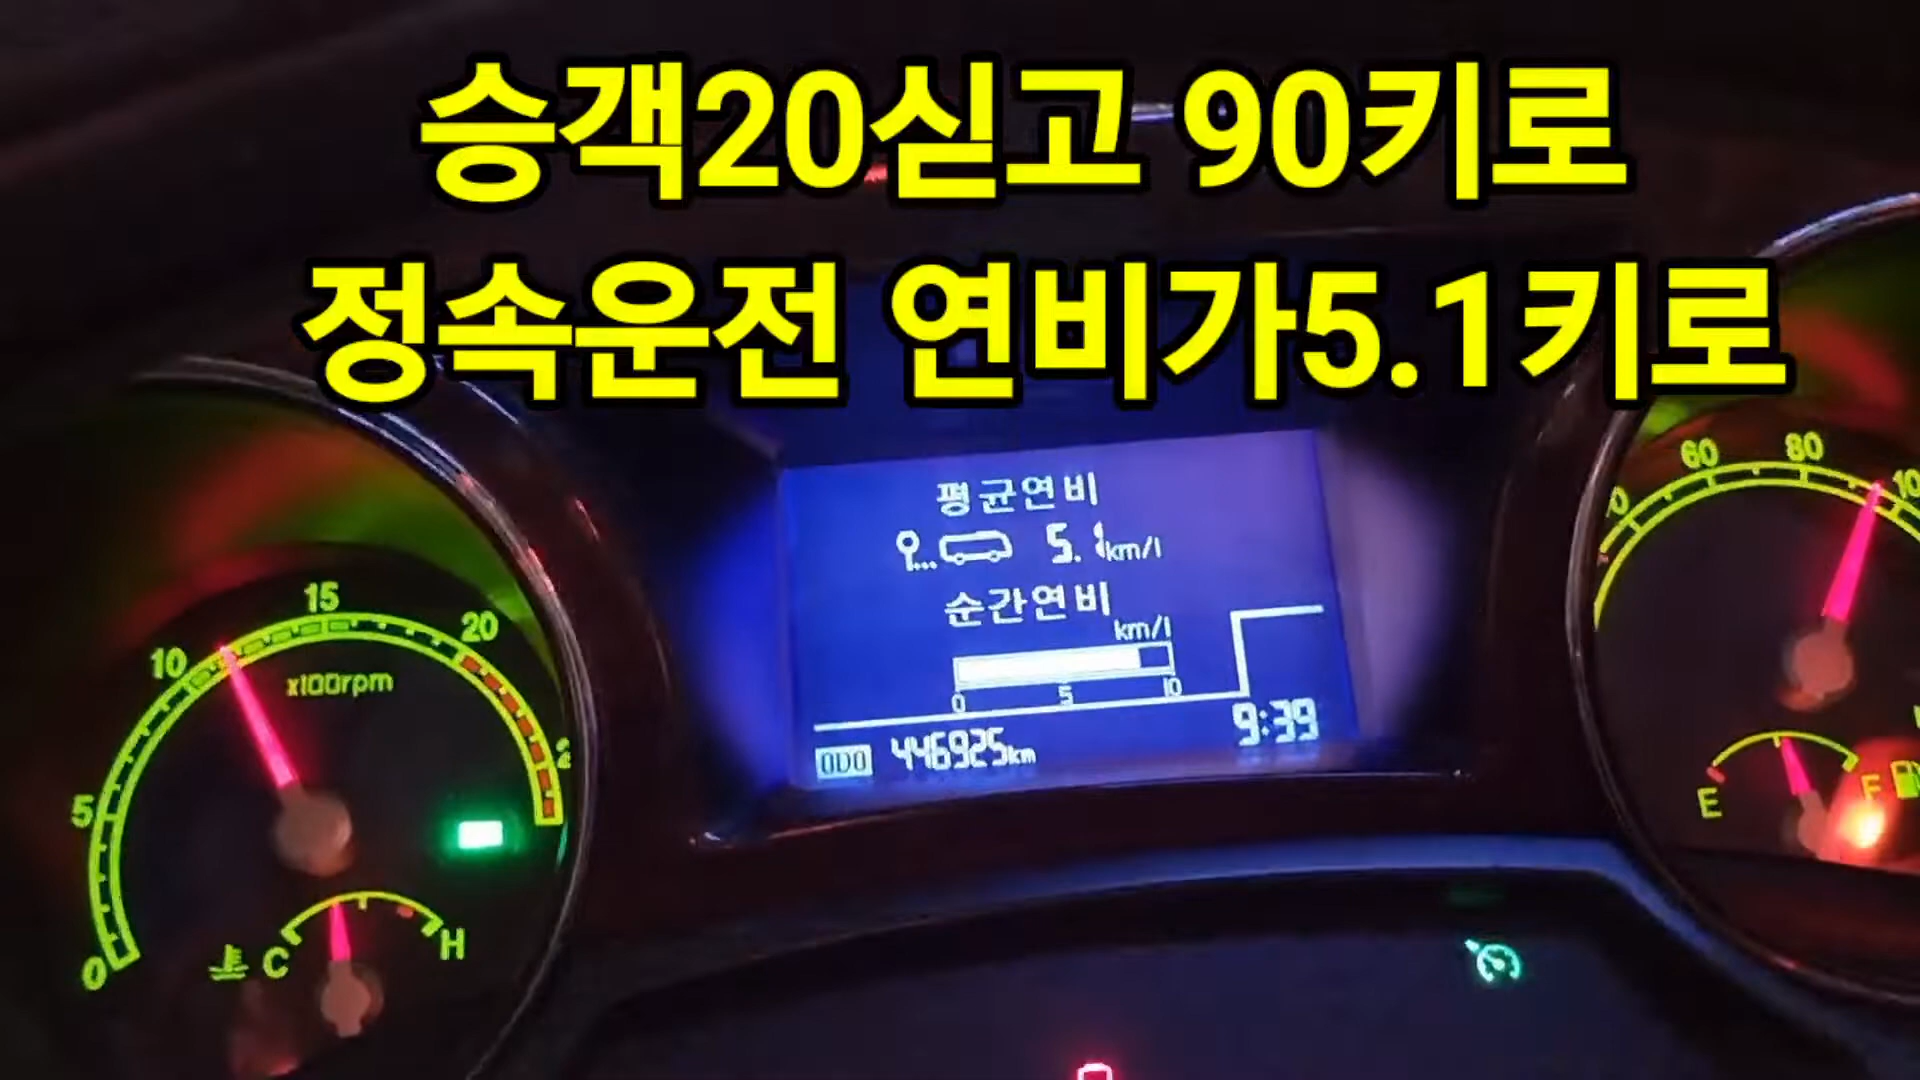 승객20싣고 90키로
정속운전 연비가5.1키로
평균연비
5.1km/l
순간연비
km/l
0 5 10
9:39
ODO 446925km
0 5 10 15 20
x100rpm
C H
60 80
E F